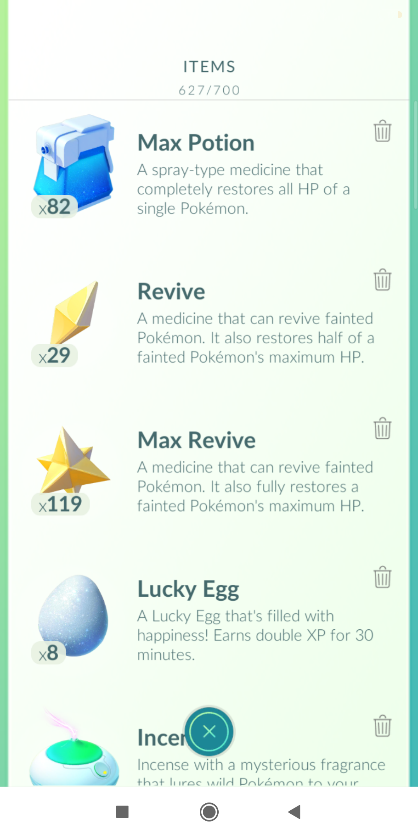 ITEMS
627/700
Max Potion
A spray-type medicine that
completely restores all HP of a
single Pokémon.
x82
Revive
A medicine that can revive fainted
Pokémon. It also restores half of a
fainted Pokémon's maximum HP.
x29
Max Revive
A medicine that can revive fainted
Pokémon. It also fully restores a
fainted Pokémon's maximum HP.
x119
Lucky Egg
A Lucky Egg that's filled with
happiness! Earns double XP for 30
minutes.
x8
Incen
Incense with a mysterious fragrance
that lures wild Pokémon to your